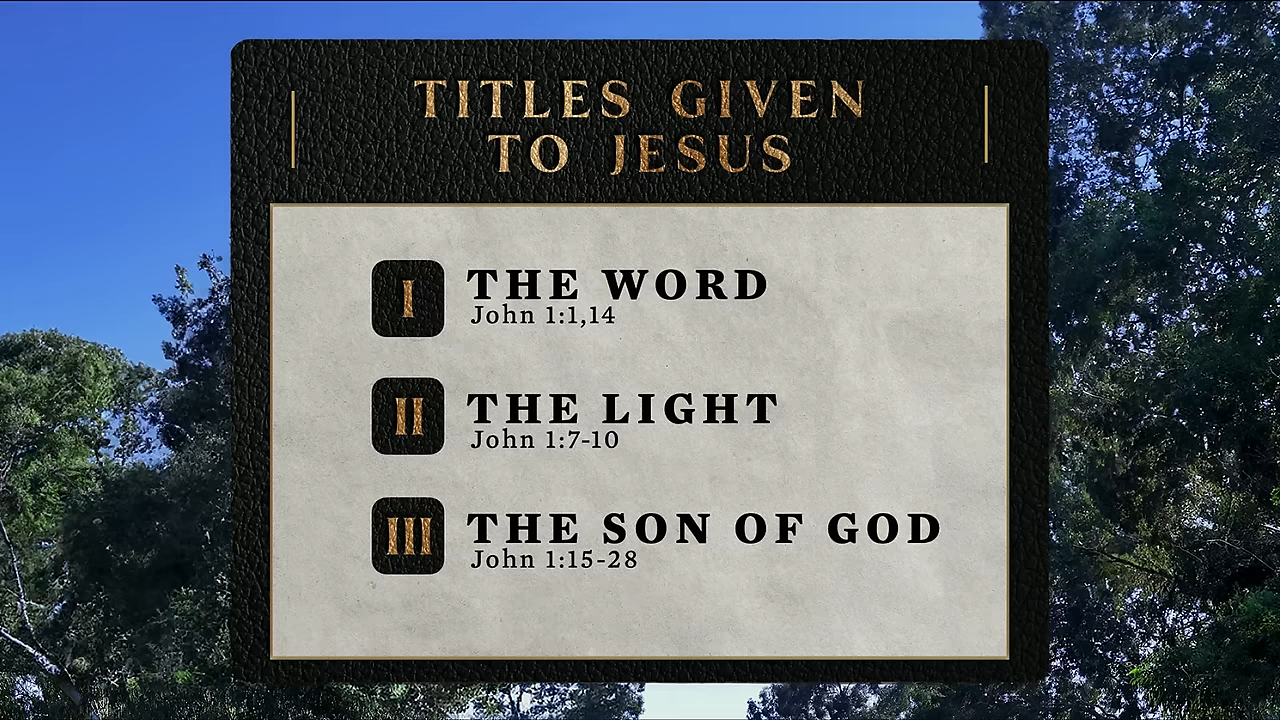 TITLES GIVEN
TO JESUS
I
THE WORD
John 1:1,14
II
THE LIGHT
John 1:7-10
III
THE SON OF GOD
John 1:15-28